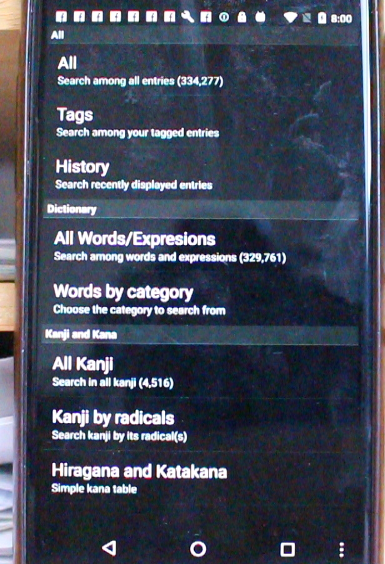 8:00
All
All
Search among all entries (334,277)
Tags
Search among your tagged entries
History
Search recently displayed entries
Dictionary
All Words/Expresions
Search among words and expressions (329,761)
Words by category
Choose the category to search from
Kanji and Kana
All Kanji
Search in all kanji (4,516)
Kanji by radicals
Search kanji by its radical(s)
Hiragana and Katakana
Simple kana table